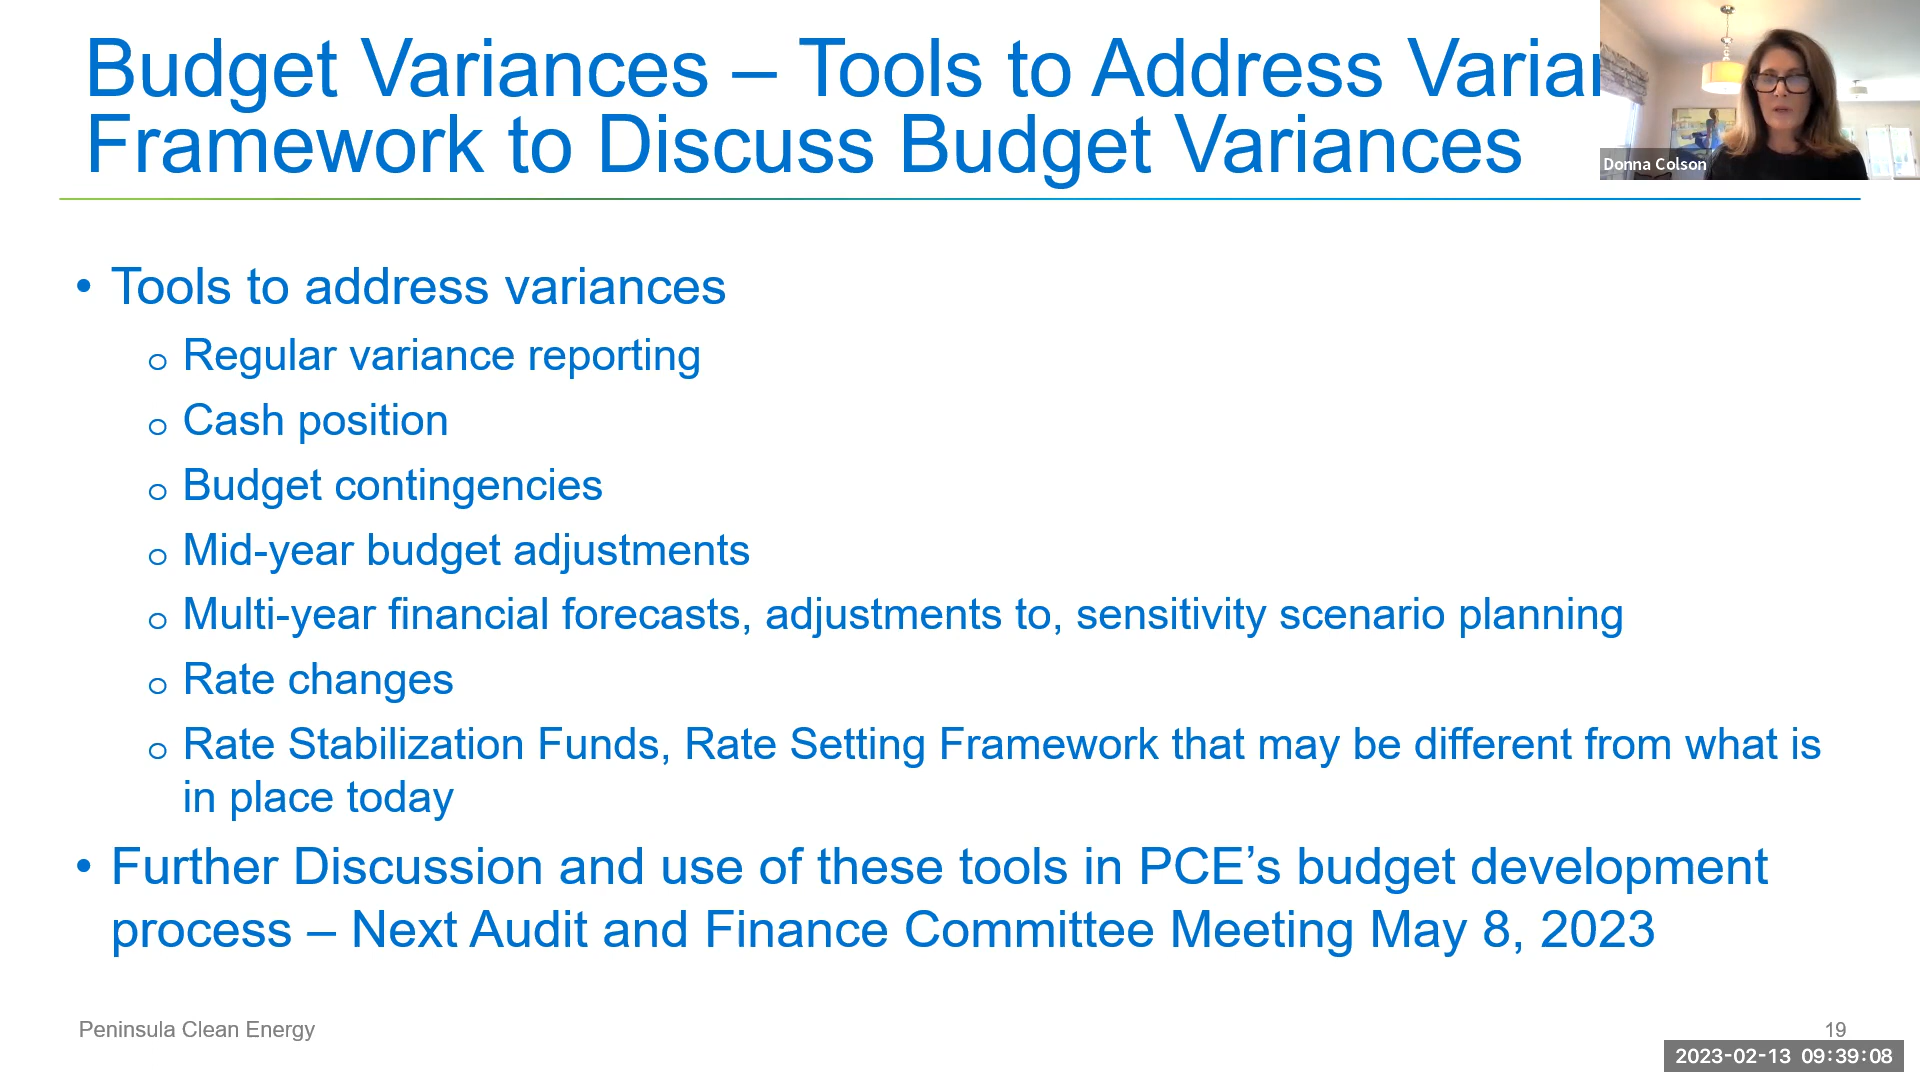 Budget Variances – Tools to Address
Framework to Discuss Budget Variances
Donna Colson
• Tools to address variances
o Regular variance reporting
o Cash position
o Budget contingencies
o Mid-year budget adjustments
o Multi-year financial forecasts, adjustments to, sensitivity scenario planning
o Rate changes
o Rate Stabilization Funds, Rate Setting Framework that may be different from what is
in place today
• Further Discussion and use of these tools in PCE’s budget development
process – Next Audit and Finance Committee Meeting May 8, 2023
Peninsula Clean Energy
19
2023-02-13 09:39:08